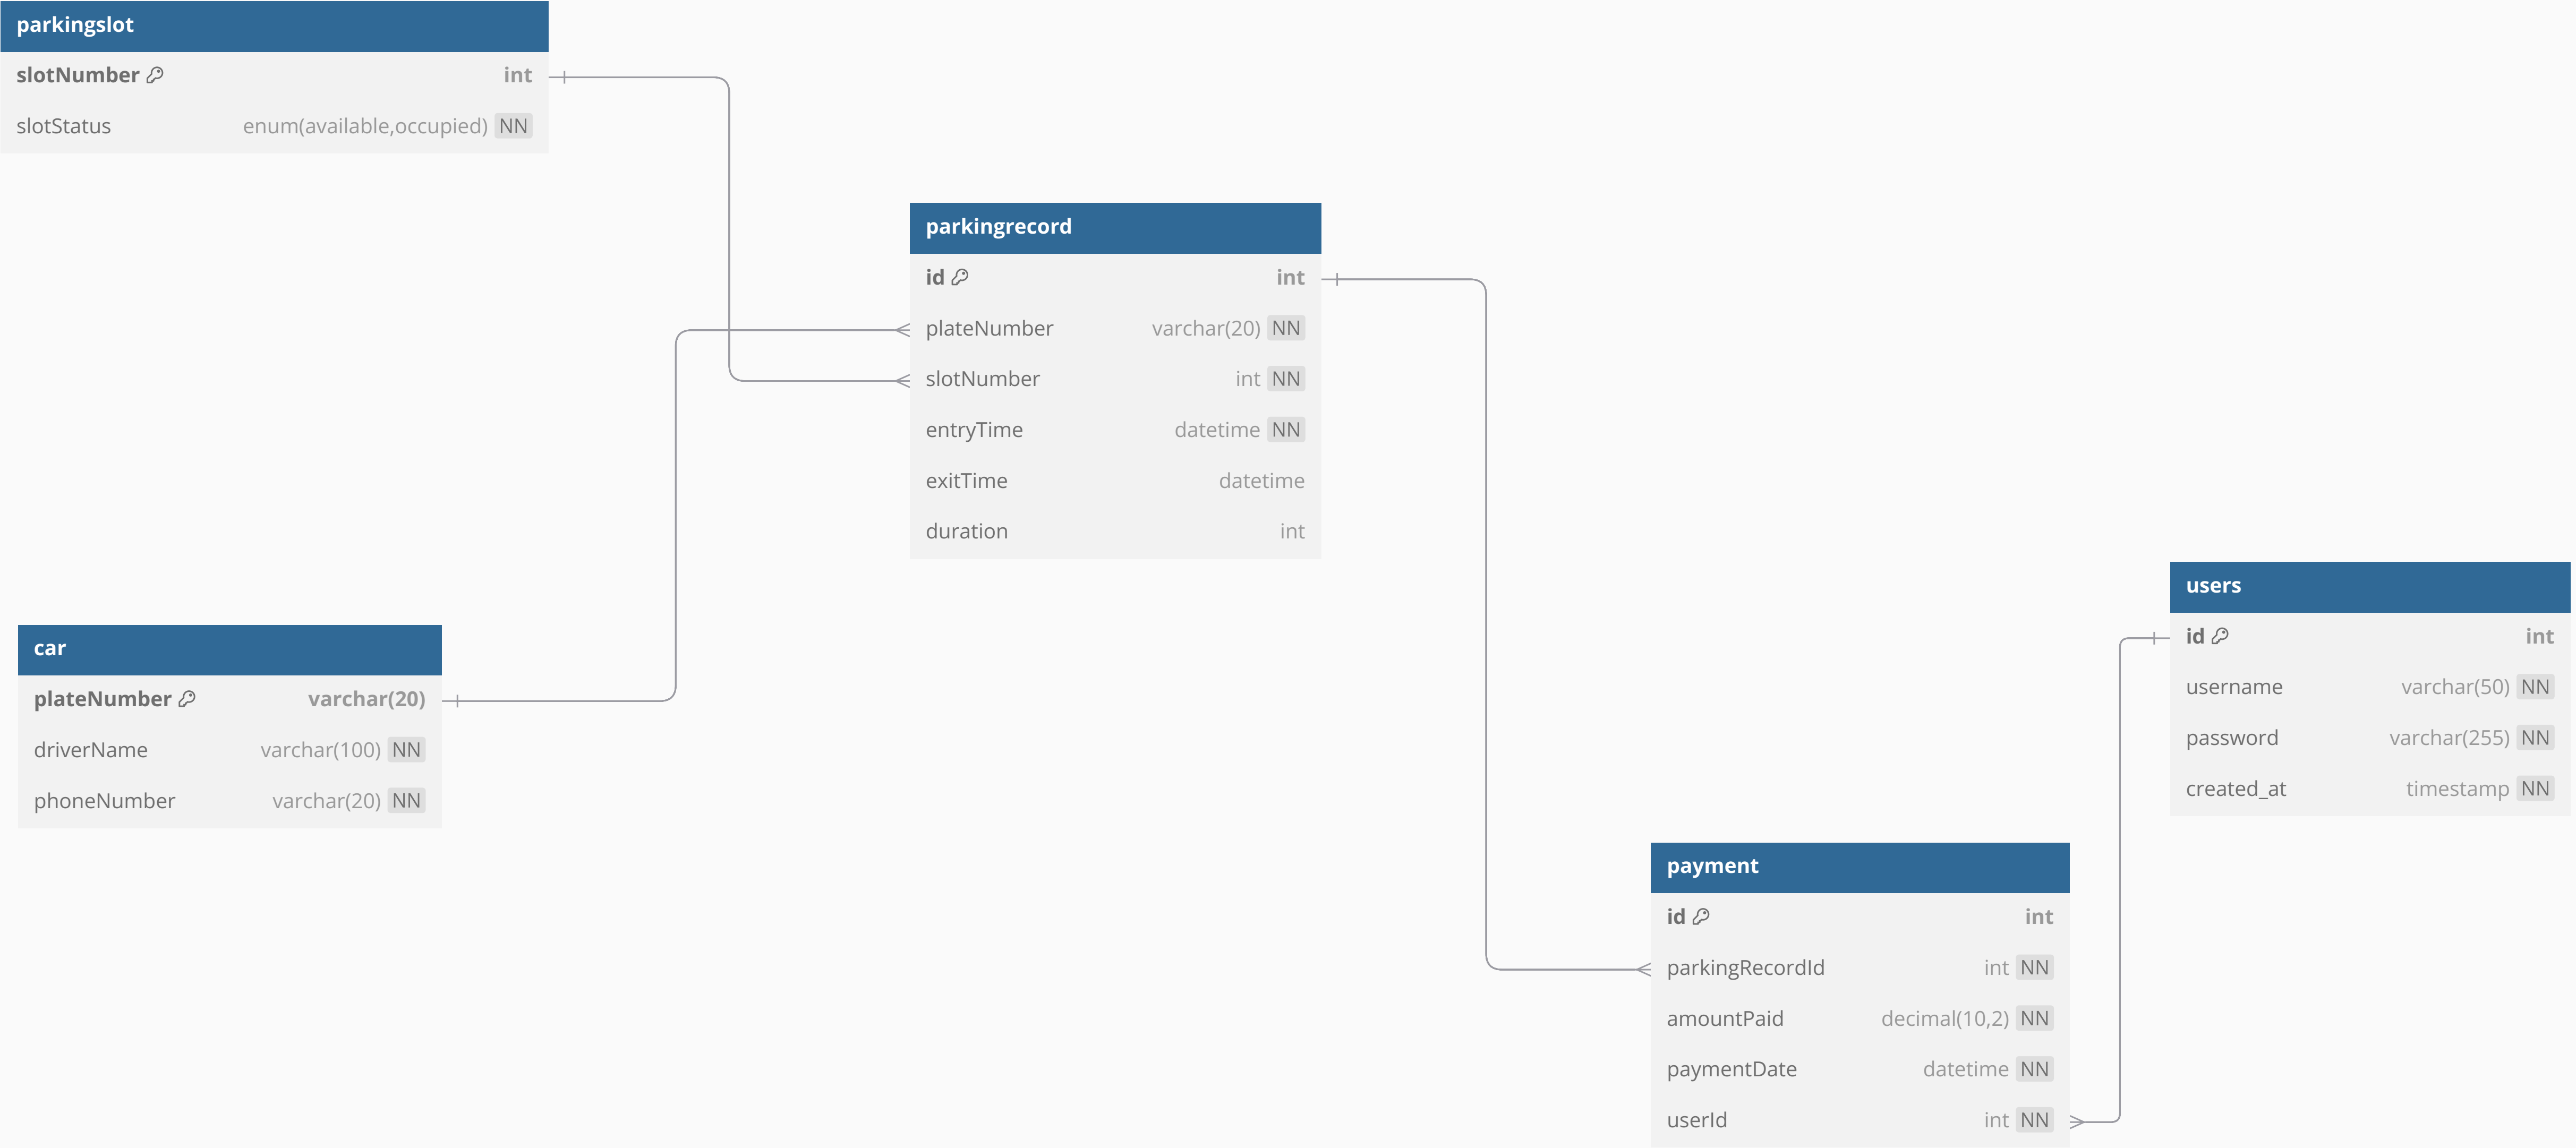 parkingslot
slotNumber int
slotStatus enum(available,occupied) NN
parkingrecord
id int
plateNumber varchar(20) NN
slotNumber int NN
entryTime datetime NN
exitTime datetime
duration int
car
plateNumber varchar(20)
driverName varchar(100) NN
phoneNumber varchar(20) NN
users
id int
username varchar(50) NN
password varchar(255) NN
created_at timestamp NN
payment
id int
parkingRecordId int NN
amountPaid decimal(10,2) NN
paymentDate datetime NN
userId int NN